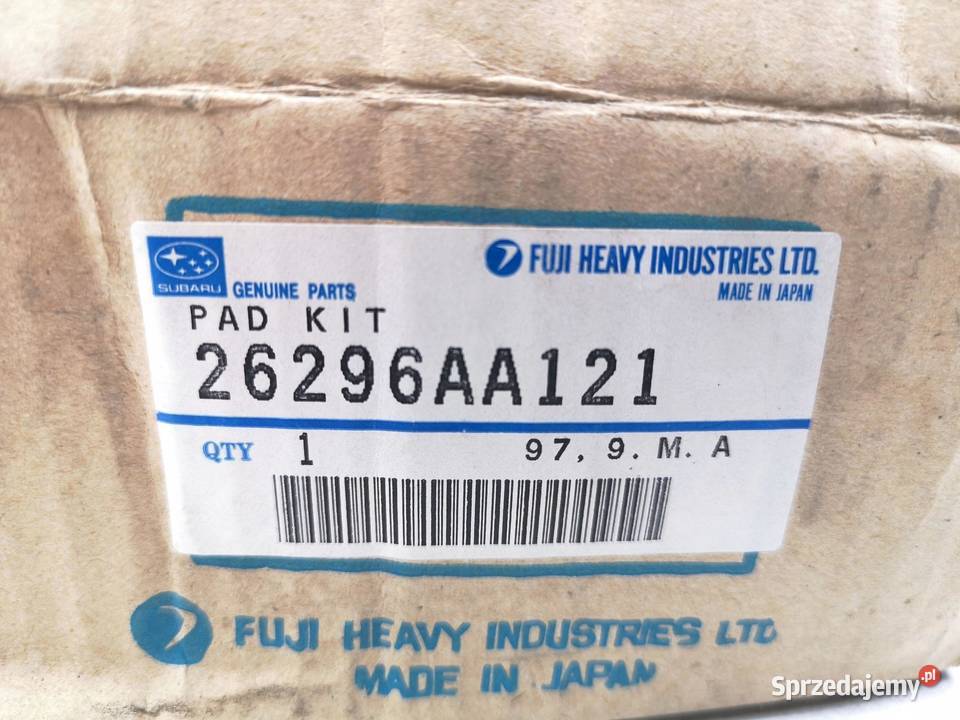 SUBARU
GENUINE PARTS
FUJI HEAVY INDUSTRIES LTD.
MADE IN JAPAN
PAD KIT
26296AA121
QTY 1 97, 9. M. A
FUJI HEAVY INDUSTRIES LTD
MADE IN JAPAN
Sprzedajemy.pl